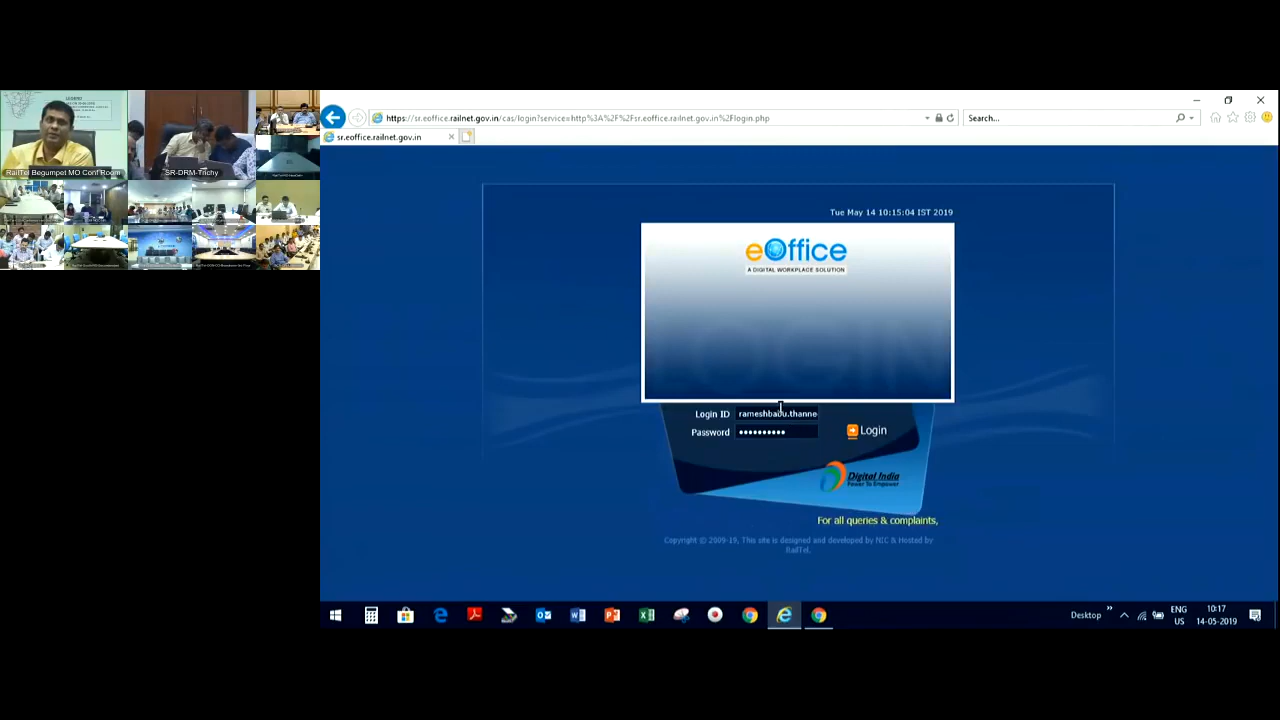 LEGEND
RailTel Begumpet MO Conf Room
SR-DRM-Trichy
https://sr.eoffice.railnet.gov.in/cas/login?service=http%3A%2F%2Fsr.eoffice.railnet.gov.in%2Flogin.php
Search...
sr.eoffice.railnet.gov.in
Tue May 14 10:15:04 IST 2019
eOffice
A DIGITAL WORKPLACE SOLUTION
LOGIN
Login ID rameshbabu.thanne
Password ••••••••••
Login
Digital India
Power To Empower
For all queries & complaints,
Copyright © 2009-19, This site is designed and developed by NIC & Hosted by
RailTel.
Desktop
ENG
US
10:17
14-05-2019